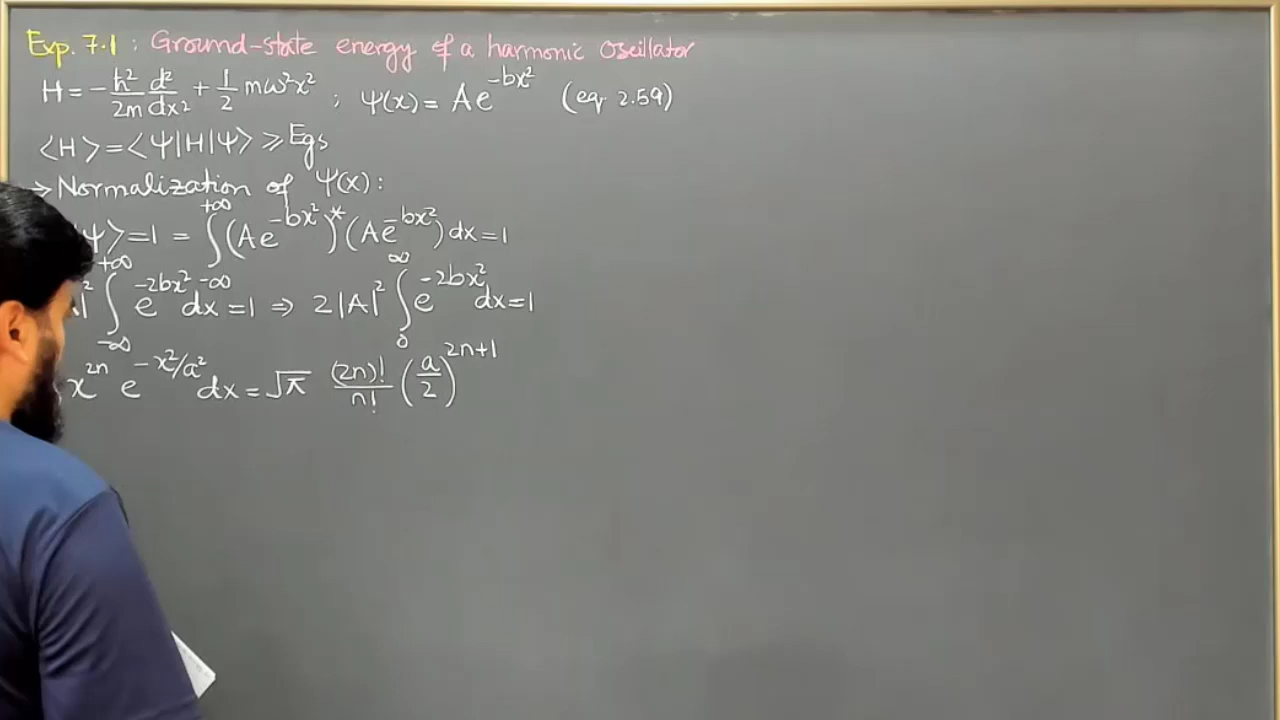 Exp. 7.1 : Ground-state energy of a harmonic oscillator
H = -ħ²/2m d²/dx² + 1/2 mω²x² ; Ψ(x) = Ae^{-bx²} (eq. 2.59)
<H> = <Ψ|H|Ψ> ≥ Egs
→ Normalization of Ψ(x):
Ψ> = 1 = ∫_{-∞}^{+∞} (Ae^{-bx²})* (Ae^{-bx²}) dx = 1
|² ∫_{-∞}^{+∞} e^{-2bx²} dx = 1 ⇒ 2|A|² ∫_0^∞ e^{-2bx²} dx = 1
x^{2n} e^{-x²/a²} dx = √π (2n)!/n! (a/2)^{2n+1}